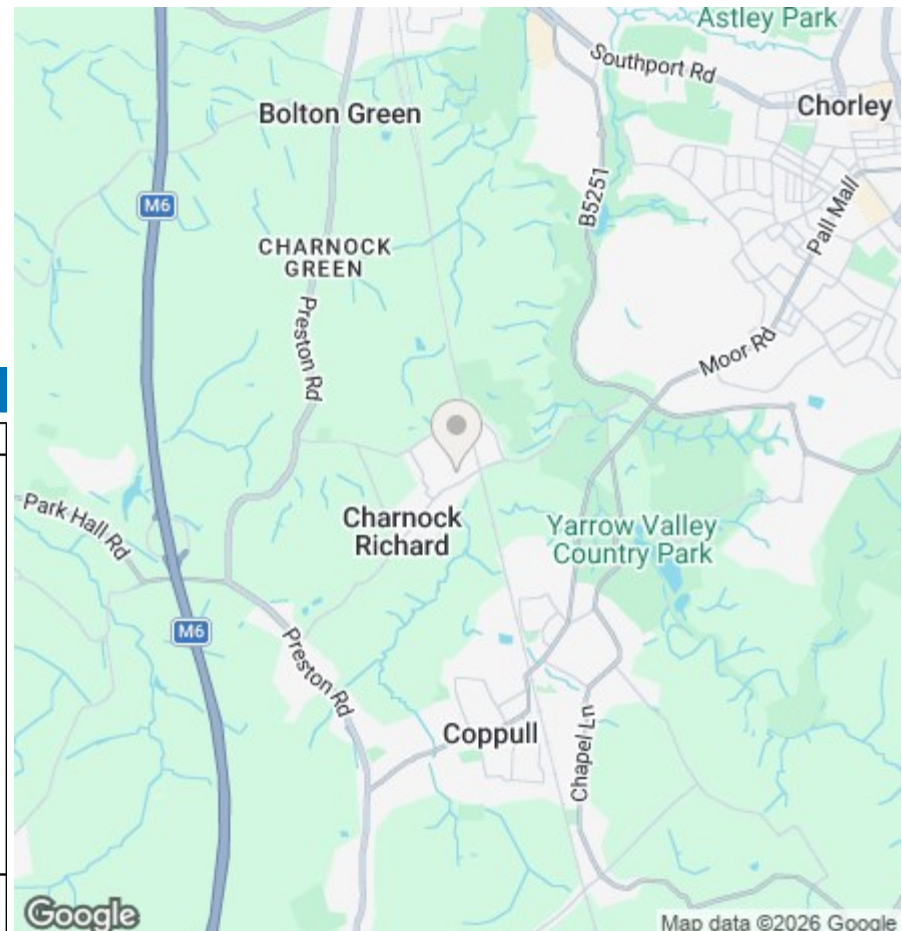 Astley Park
Southport Rd
Chorley
Bolton Green
B5251
Pall Mall
M6
CHARNOCK
GREEN
Preston Rd
Moor Rd
Charnock
Richard
Park Hall Rd
Yarrow Valley
Country Park
M6
Preston Rd
Coppull
Chapel Ln
Google
Map data ©2026 Google